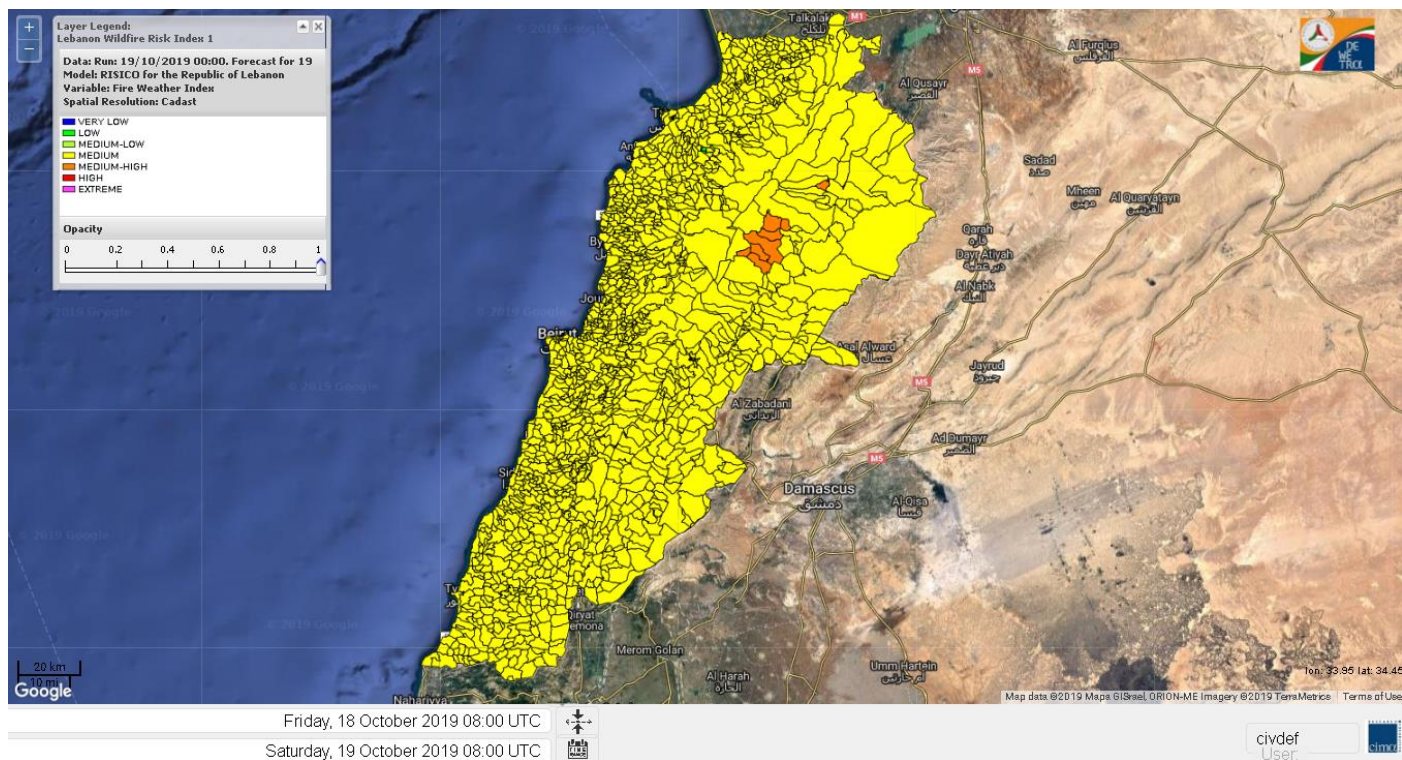 Layer Legend:
Lebanon Wildfire Risk Index 1
Data: Run: 19/10/2019 00:00. Forecast for 19
Model: RISICO for the Republic of Lebanon
Variable: Fire Weather Index
Spatial Resolution: Cadast
VERY LOW
LOW
MEDIUM-LOW
MEDIUM
MEDIUM-HIGH
HIGH
EXTREME
Opacity
0 0.2 0.4 0.6 0.8 1
Talkalak
تلكلخ
M1
Al Furqlus
الفرقلس
M5
Al Qusayr
القصير
DE
WE
TRA
Sadad
صدد
Mheen
مهين
Al Qaryatayn
القريتين
Qarah
قارة
Dayr Atiyah
دير عطية
Al Nabk
النبك
Beirut
Asal Alward
عسال
Jayrud
جيرود
M5
Al Zabadani
الزبداني
Ad Dumayr
الضمير
M5
Damascus
دمشق
Al Qisa
Merom Golan
Al Harah
الحارة
Umm Hartein
أم حارتين
Nahariyya
© 2019 Google
20 km
10 mi
Google
lon: 33.95 lat: 34.45
Map data ©2019 Mapa GISrael, ORION-ME Imagery ©2019 TerraMetrics
Terms of Use
Friday, 18 October 2019 08:00 UTC
Saturday, 19 October 2019 08:00 UTC
civdef
User:
cima